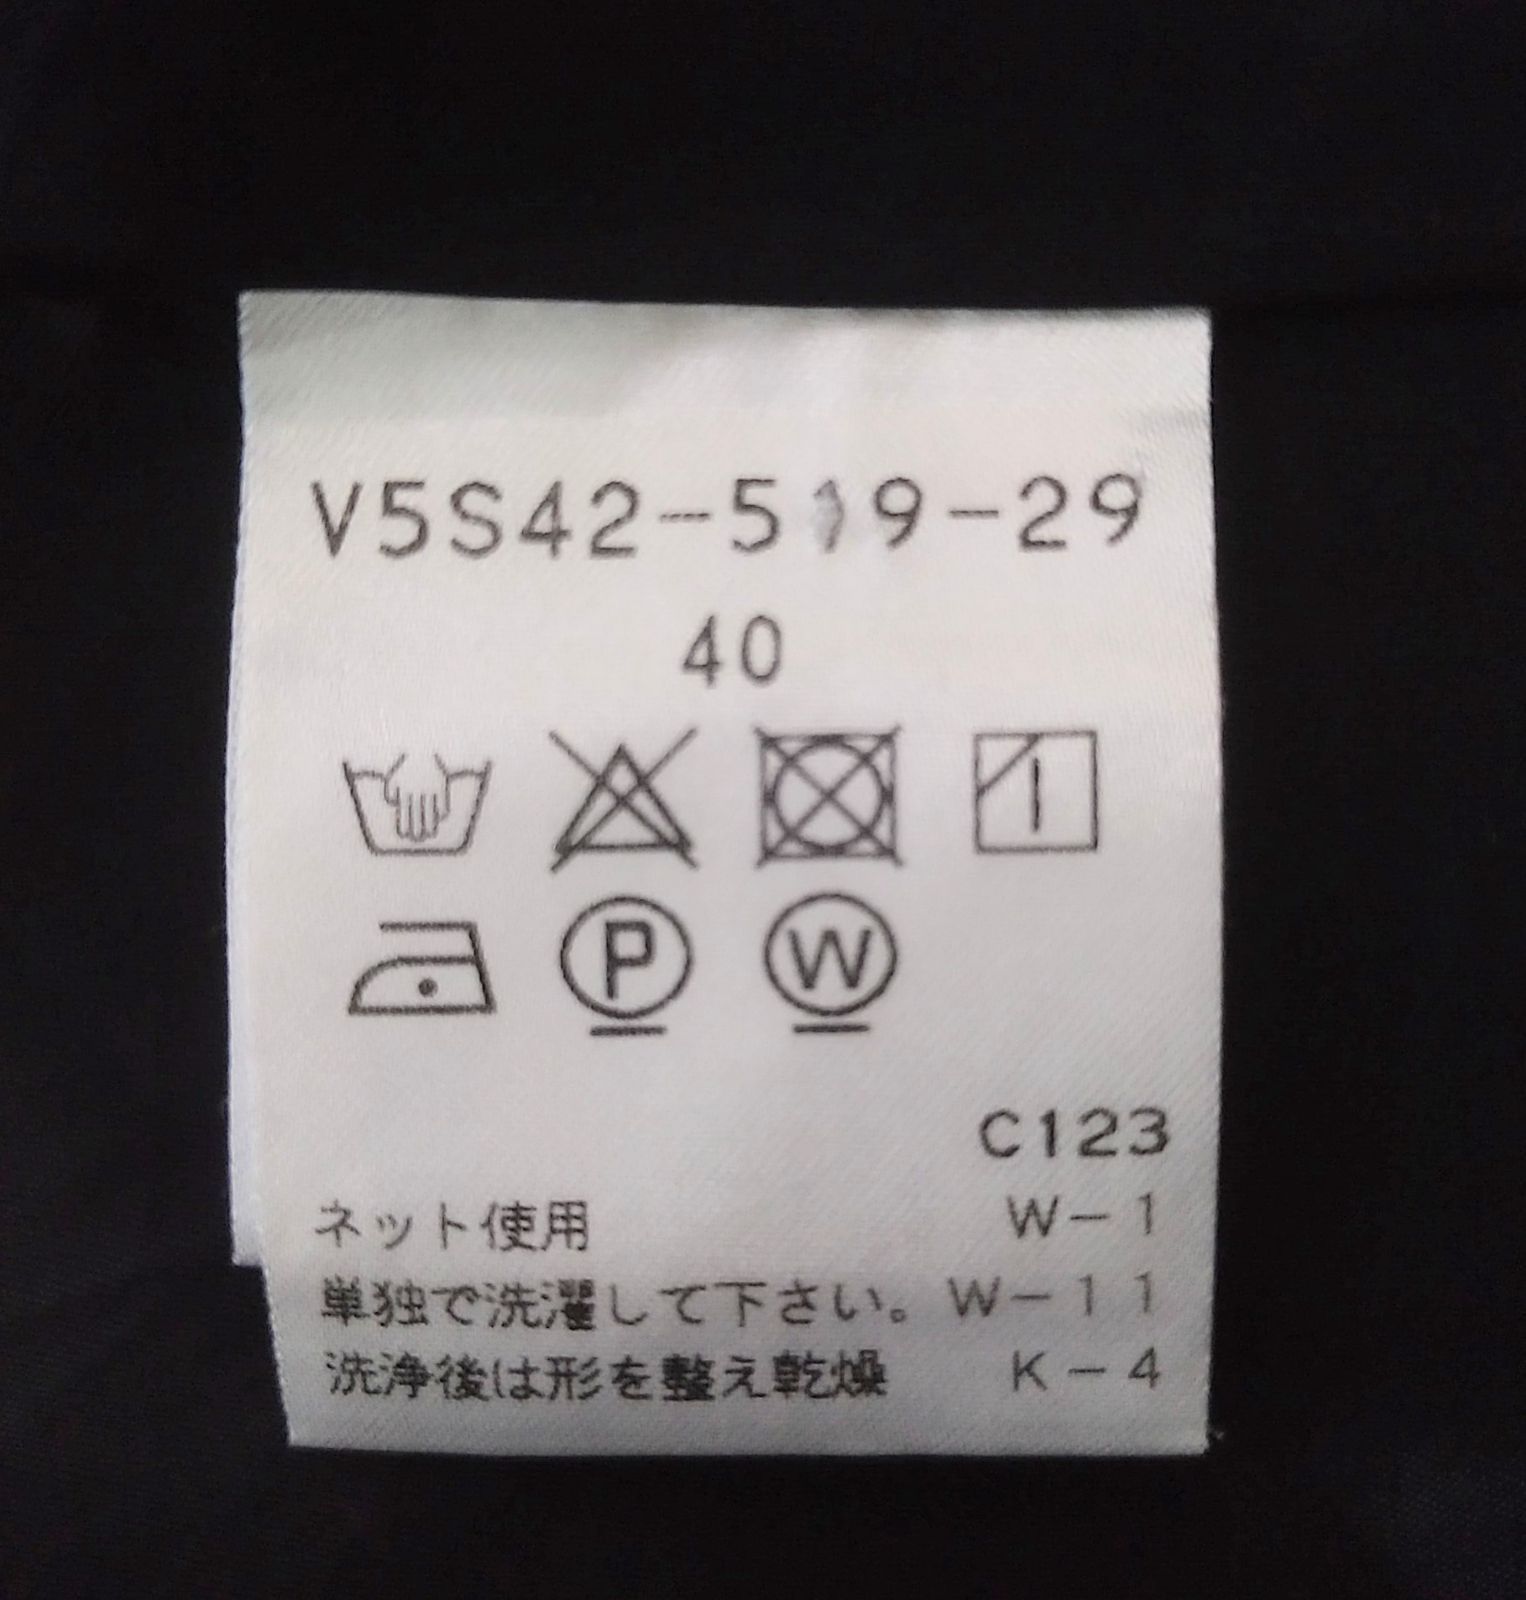 V5S42-519-29
40
P W
C123
ネット使用 W-1
単独で洗濯して下さい。 W-11
洗浄後は形を整え乾燥 K-4